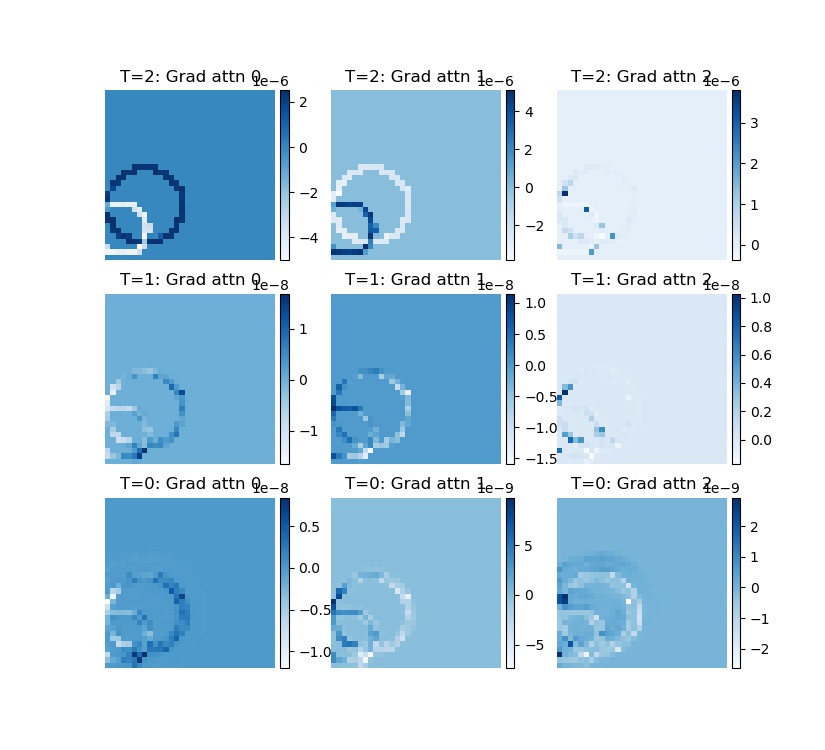 T=2: Grad attn 0
1e−6
T=2: Grad attn 1
1e−6
T=2: Grad attn 2
1e−6
2
0
−2
−4
4
2
0
−2
3
2
1
0
T=1: Grad attn 0
1e−8
T=1: Grad attn 1
1e−8
T=1: Grad attn 2
1e−8
1
0
−1
1.0
0.5
0.0
−0.5
−1.0
−1.5
1.0
0.8
0.6
0.4
0.2
0.0
T=0: Grad attn 0
1e−8
T=0: Grad attn 1
1e−9
T=0: Grad attn 2
1e−9
0.5
0.0
−0.5
−1.0
5
0
−5
2
1
0
−1
−2